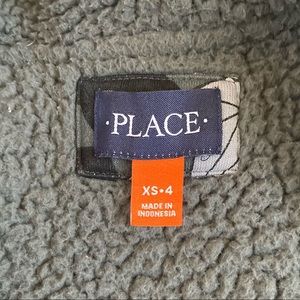 ·PLACE·
XS·4
MADE IN
INDONESIA